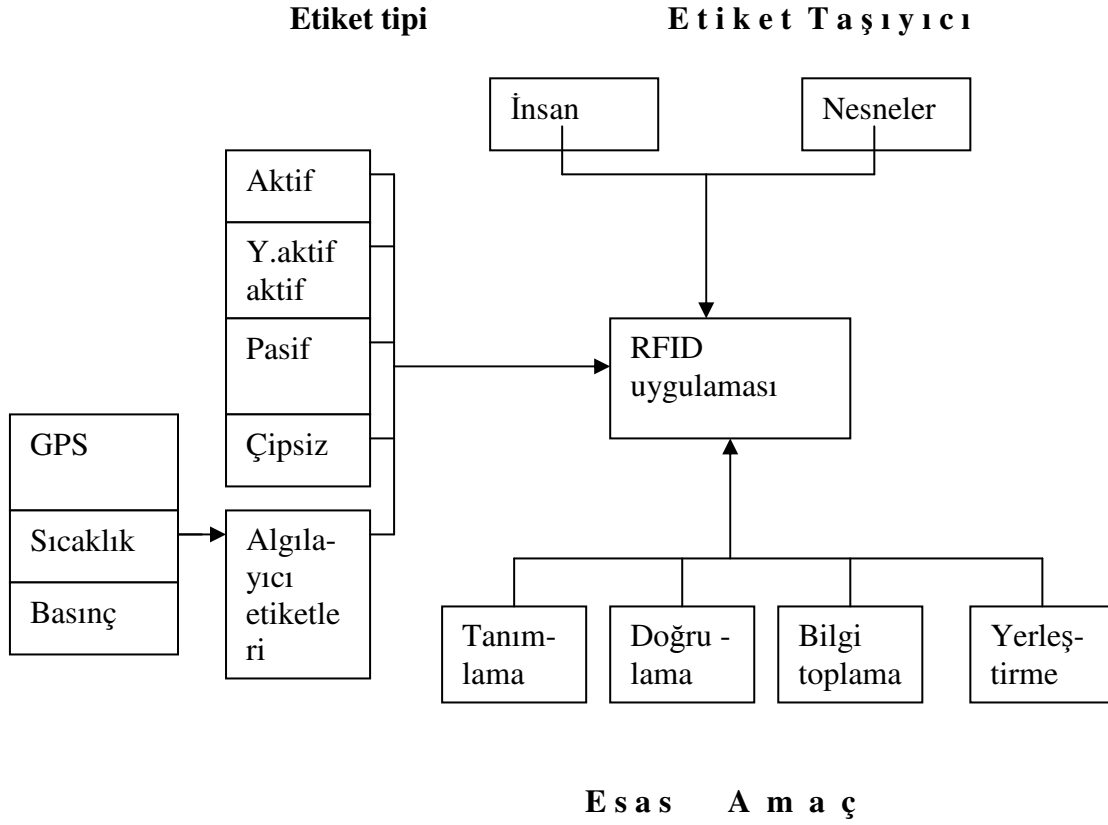 Etiket tipi
E t i k e t  T a ş ı y ı c ı
İnsan
Nesneler
Aktif
Y.aktif
aktif
Pasif
Çipsiz
RFID
uygulaması
GPS
Sıcaklık
Basınç
Algıla-
yıcı
etiketle
ri
Tanım-
lama
Doğru -
lama
Bilgi
toplama
Yerleş-
tirme
E s a s   A m a ç